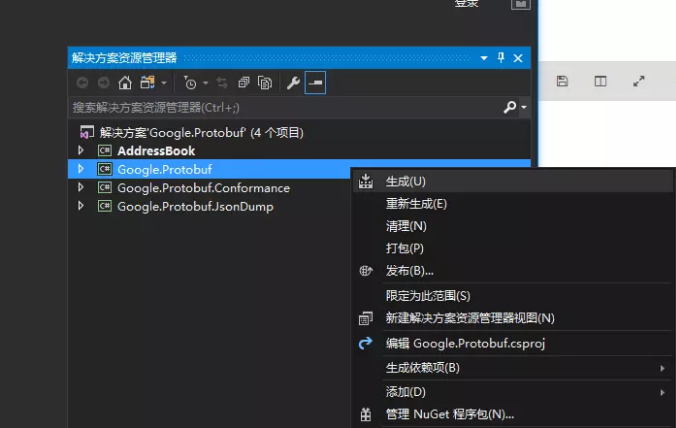 登录
解决方案资源管理器
搜索解决方案资源管理器(Ctrl+;)
解决方案'Google.Protobuf' (4 个项目)
C# AddressBook
C# Google.Protobuf
C# Google.Protobuf.Conformance
C# Google.Protobuf.JsonDump
生成(U)
重新生成(E)
清理(N)
打包(P)
发布(B)...
限定为此范围(S)
新建解决方案资源管理器视图(N)
编辑 Google.Protobuf.csproj
生成依赖项(B)
添加(D)
管理 NuGet 程序包(N)...